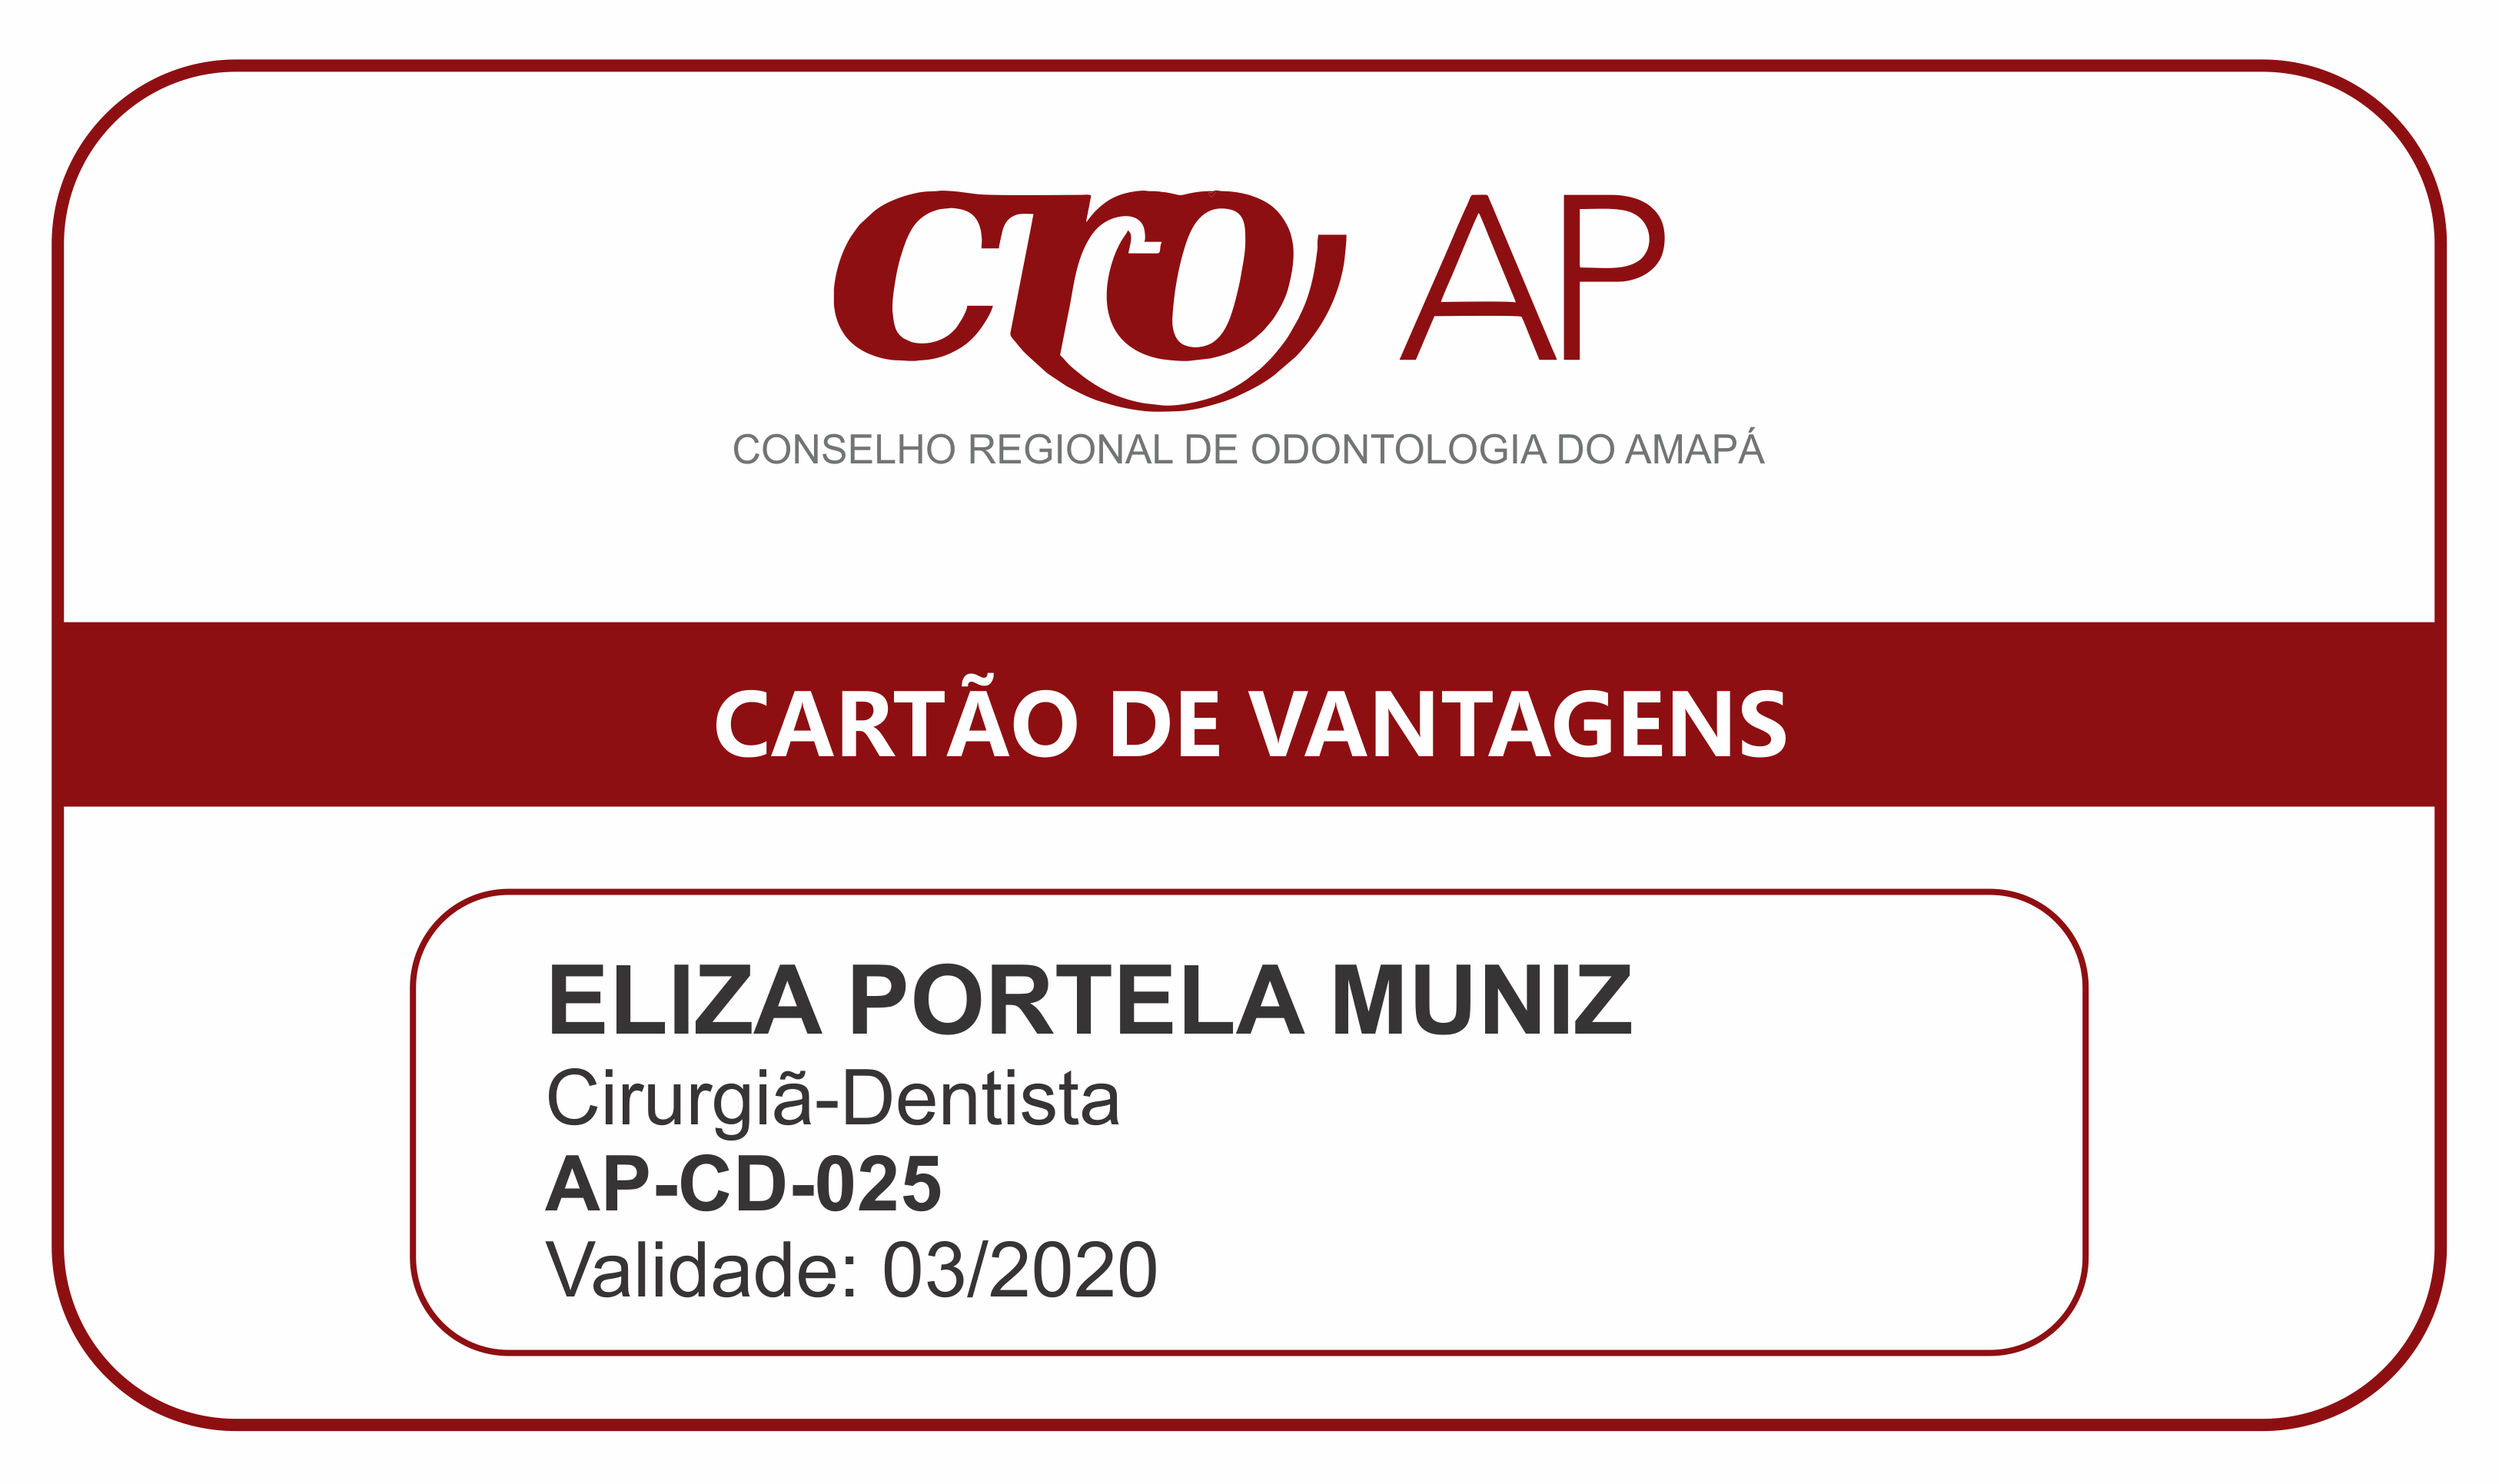 CRO AP
CONSELHO REGIONAL DE ODONTOLOGIA DO AMAPÁ
CARTÃO DE VANTAGENS
ELIZA PORTELA MUNIZ
Cirurgiã-Dentista
AP-CD-025
Validade: 03/2020